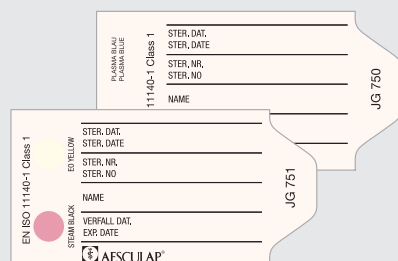 PLASMA BLAU
PLASMA BLUE
11140-1 Class 1
STER. DAT.
STER. DATE
STER. NR.
STER. NO
NAME
JG 750
EN ISO 11140-1 Class 1
EO YELLOW
STEAM BLACK
STER. DAT.
STER. DATE
STER. NR.
STER. NO
NAME
VERFALL DAT.
EXP. DATE
AESCULAP®
JG 751